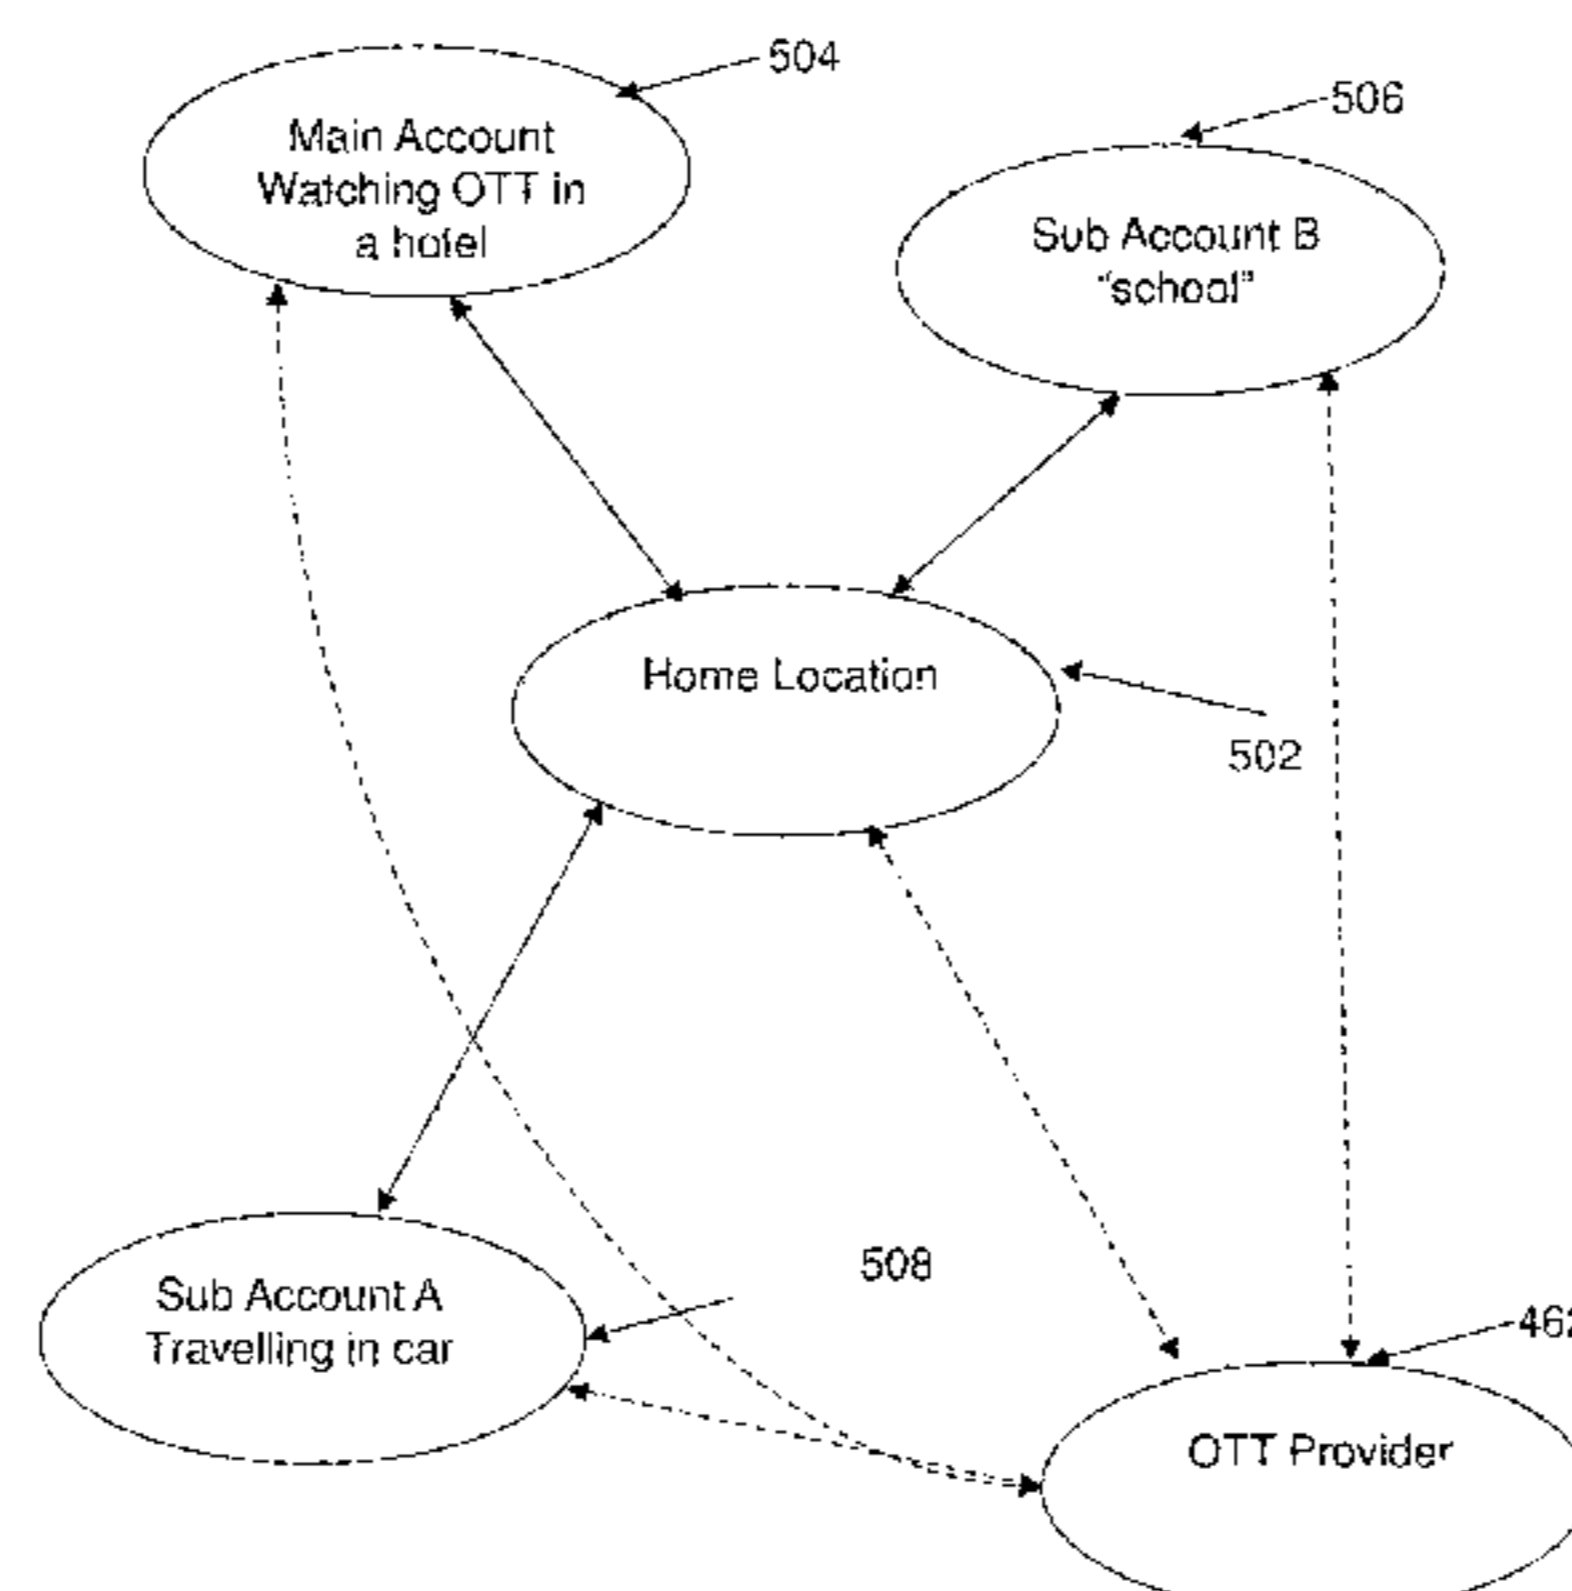 504
Main Account
Watching OTT in
a hotel
506
Sub Account B
"school"
Home Location
502
508
Sub Account A
Travelling in car
462
OTT Provider